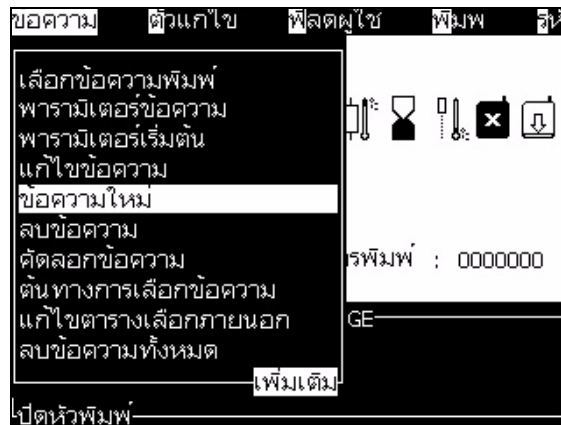 ขอความ ตัวแกไข ฟิลดผูใช พิมพ
เลือกข้อความพิมพ์
พารามิเตอร์ข้อความ
พารามิเตอร์เริ่มต้น
แก้ไขข้อความ
ข้อความใหม่
ลบข้อความ
คัดลอกข้อความ
รพิมพ์ : 0000000
ต้นทางการเลือกข้อความ
แก้ไขตารางเลือกภายนอก
GE
ลบข้อความทั้งหมด
เพิ่มเติม
ปิดหัวพิมพ์